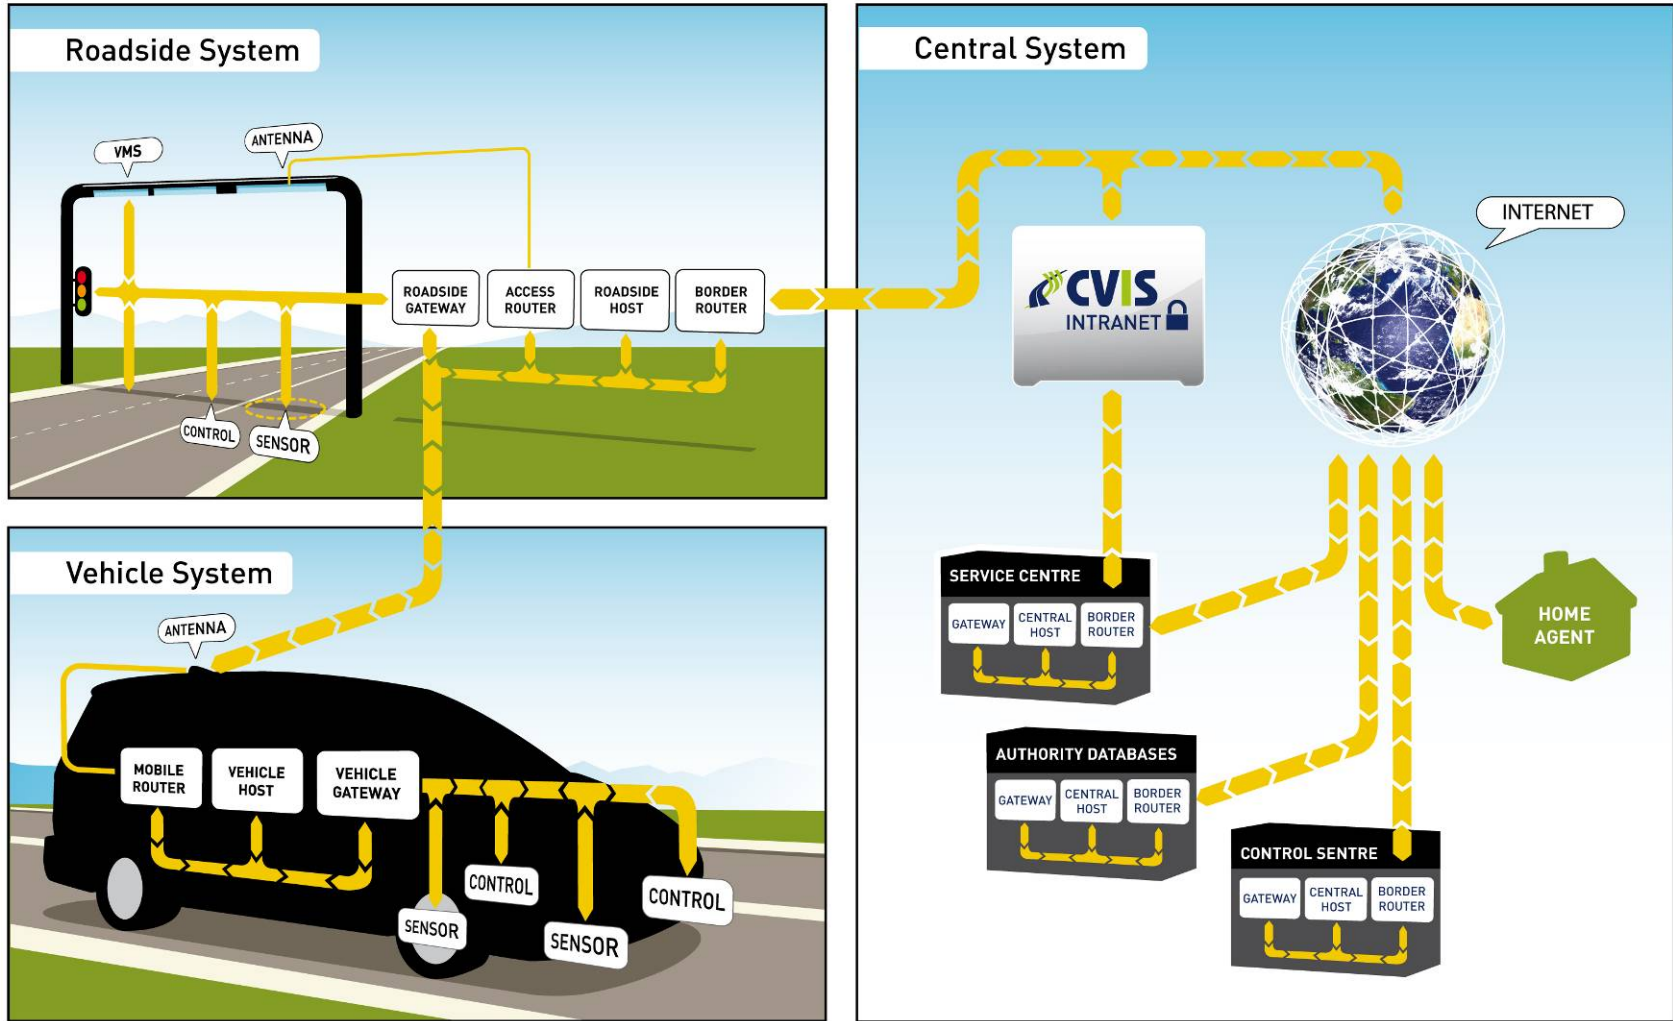 Roadside System
VMS
ANTENNA
ROADSIDE
GATEWAY
ACCESS
ROUTER
ROADSIDE
HOST
BORDER
ROUTER
CONTROL
SENSOR
Vehicle System
ANTENNA
MOBILE
ROUTER
VEHICLE
HOST
VEHICLE
GATEWAY
SENSOR
CONTROL
SENSOR
CONTROL
Central System
INTERNET
CVIS
INTRANET
SERVICE CENTRE
GATEWAY
CENTRAL
HOST
BORDER
ROUTER
HOME
AGENT
AUTHORITY DATABASES
GATEWAY
CENTRAL
HOST
BORDER
ROUTER
CONTROL SENTRE
GATEWAY
CENTRAL
HOST
BORDER
ROUTER